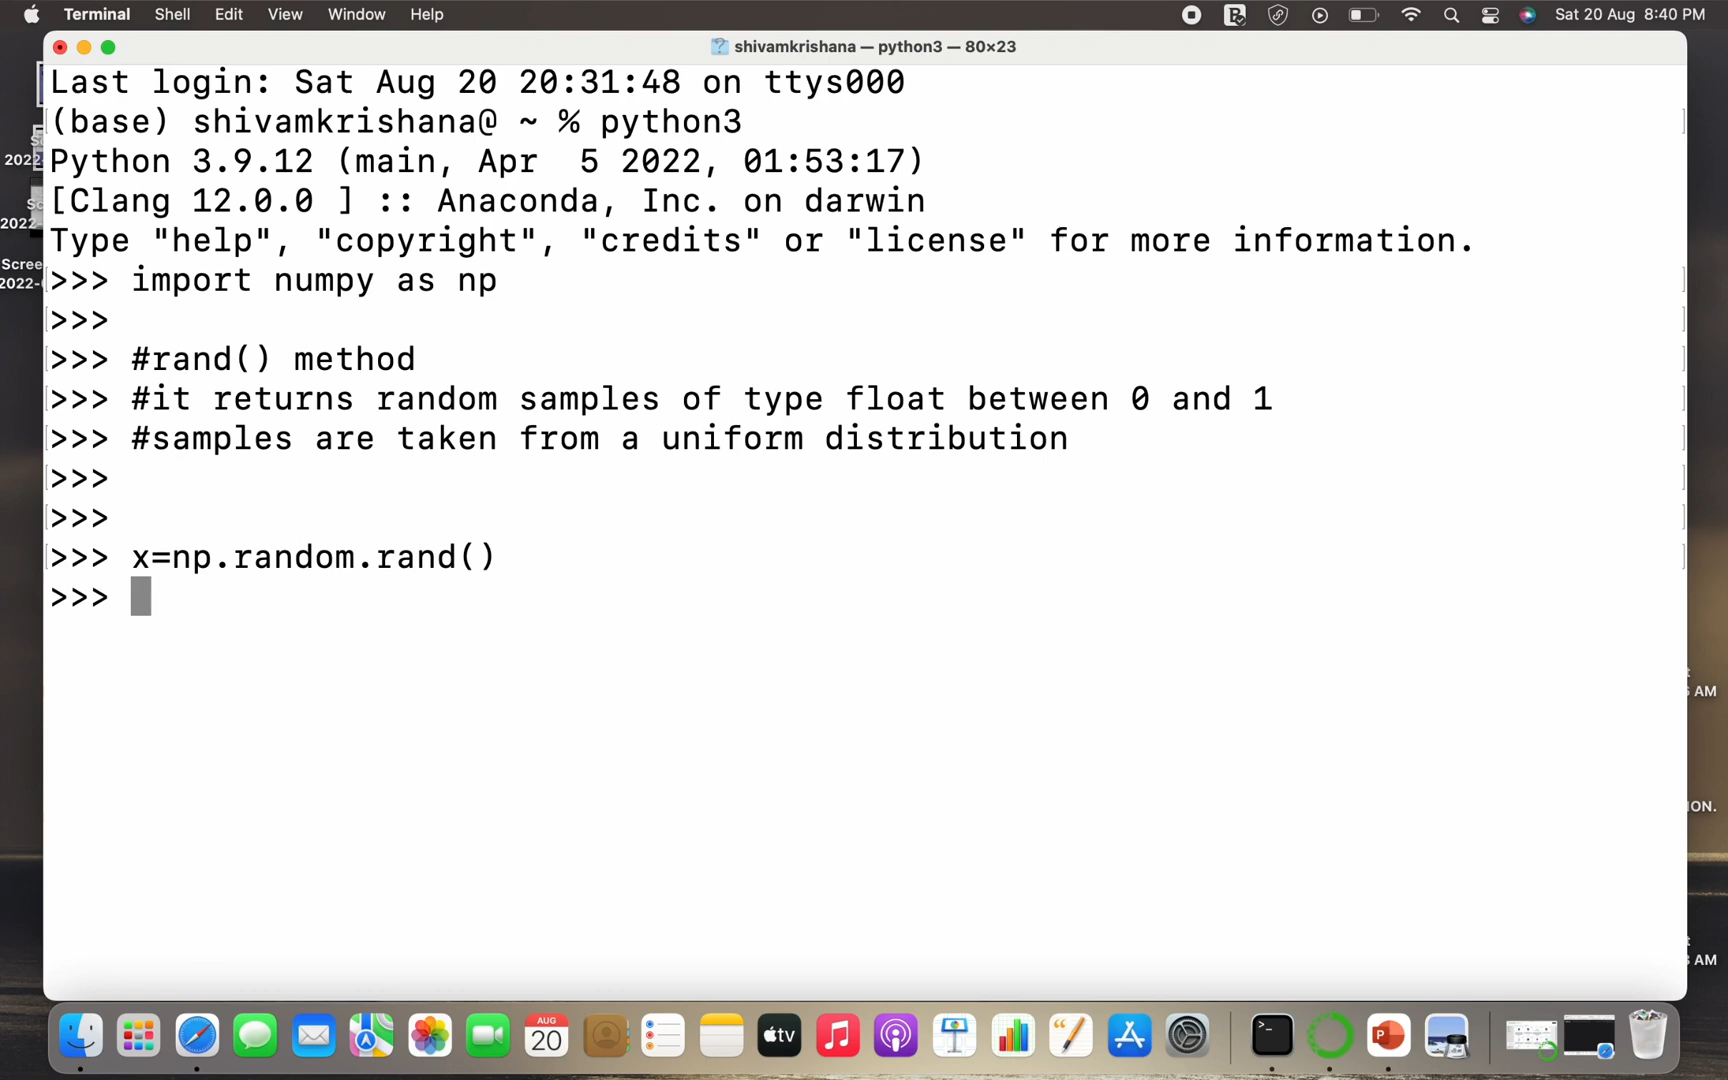 Terminal Shell Edit View Window Help Sat 20 Aug 8:40 PM
shivamkrishana — python3 — 80×23
Last login: Sat Aug 20 20:31:48 on ttys000
(base) shivamkrishana@ ~ % python3
Python 3.9.12 (main, Apr  5 2022, 01:53:17)
[Clang 12.0.0 ] :: Anaconda, Inc. on darwin
Type "help", "copyright", "credits" or "license" for more information.
>>> import numpy as np
>>>
>>> #rand() method
>>> #it returns random samples of type float between 0 and 1
>>> #samples are taken from a uniform distribution
>>>
>>>
>>> x=np.random.rand()
>>>
AUG
20
tv